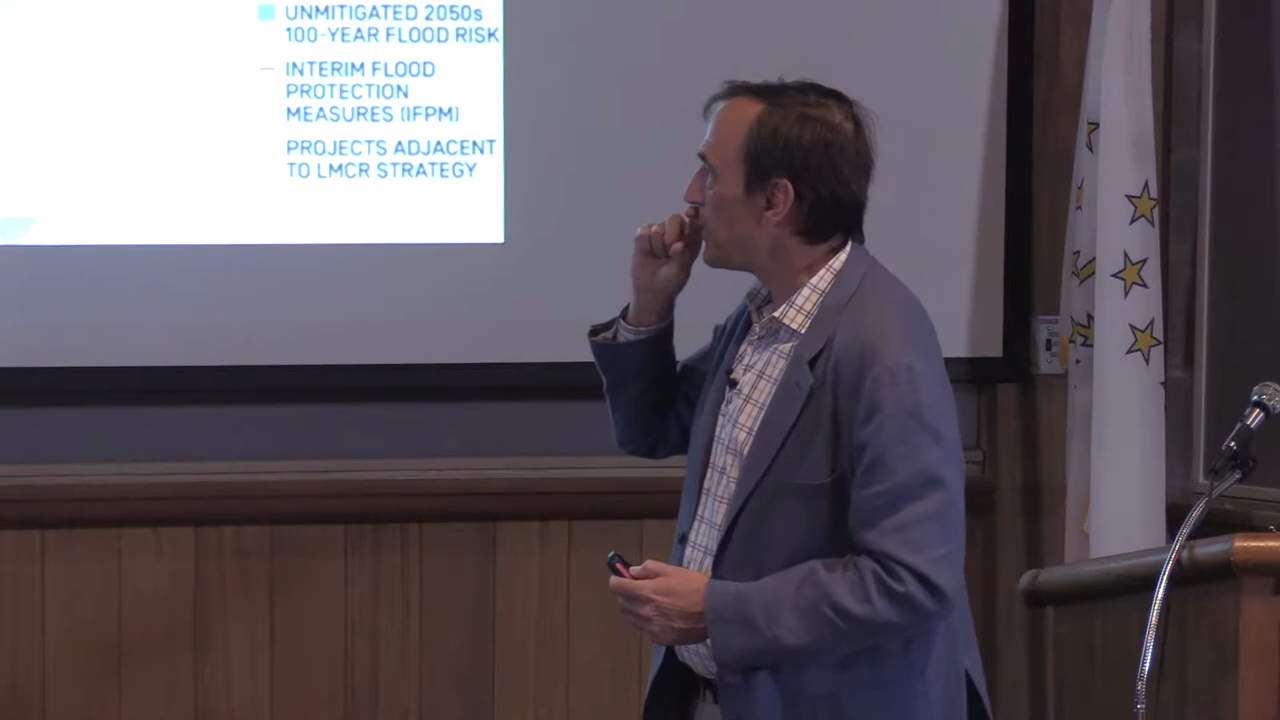 UNMITIGATED 2050s
100-YEAR FLOOD RISK
INTERIM FLOOD
PROTECTION
MEASURES (IFPM)
PROJECTS ADJACENT
TO LMCR STRATEGY